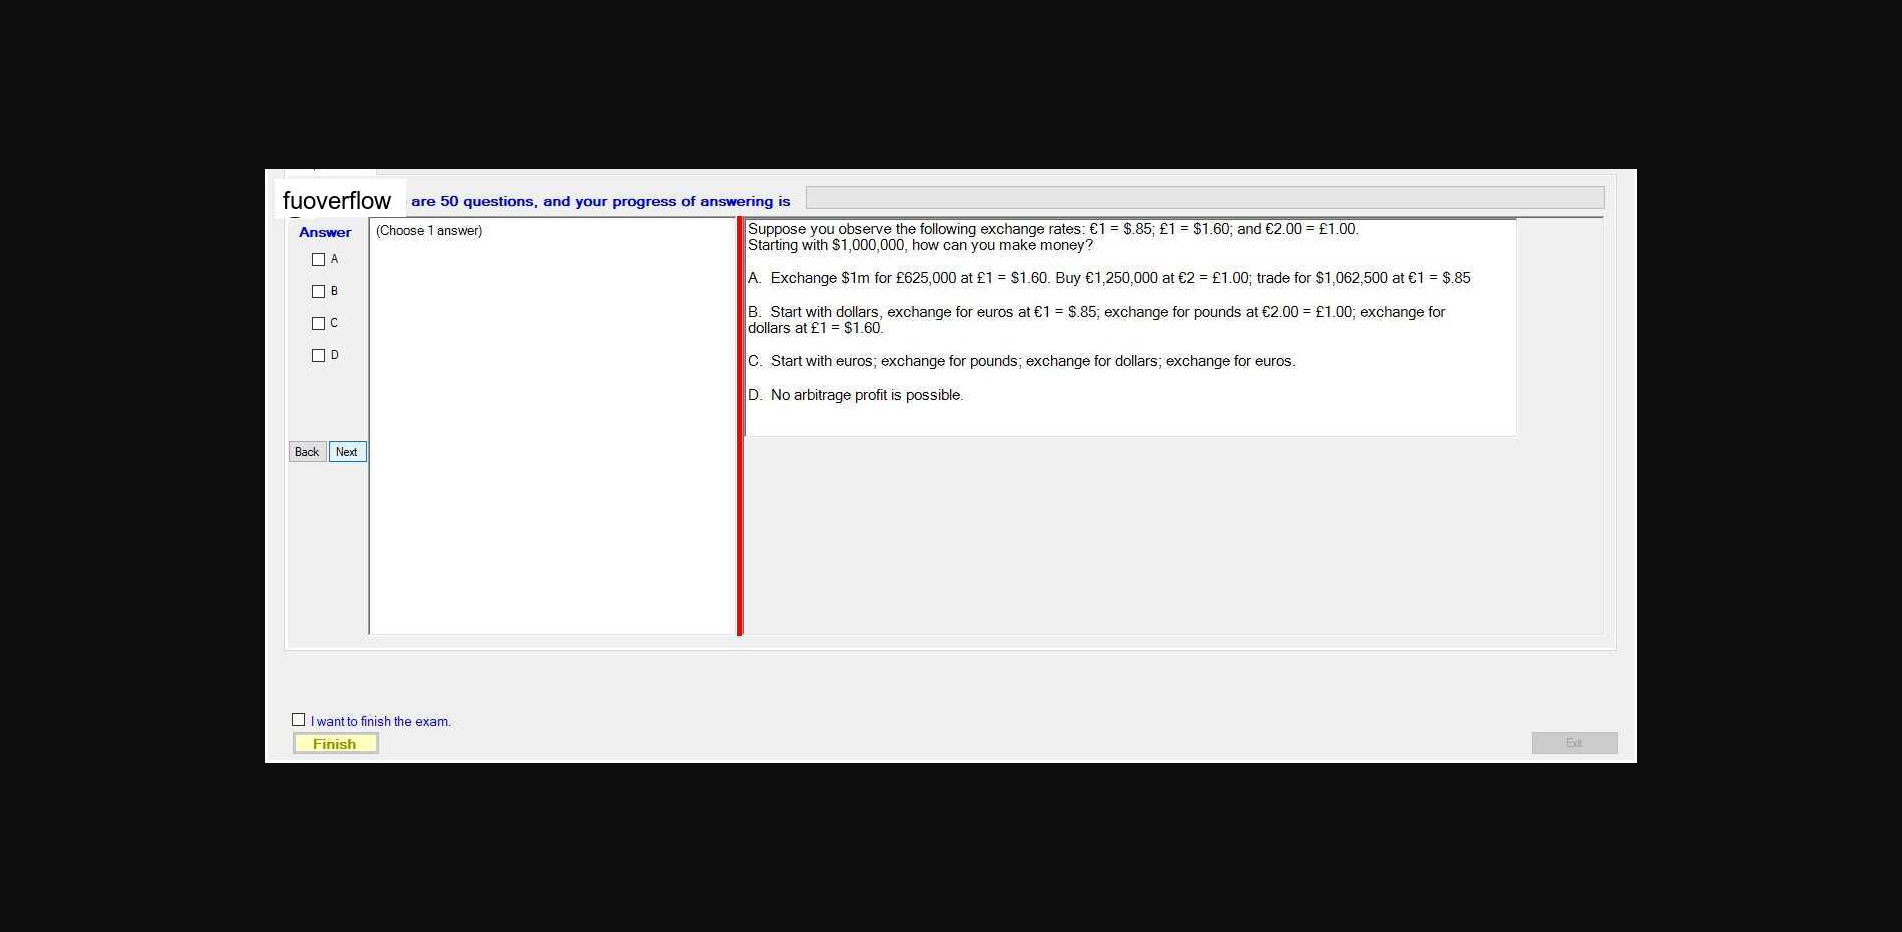 fuoverflow are 50 questions, and your progress of answering is
Answer
(Choose 1 answer)
A
B
C
D
Back Next
Suppose you observe the following exchange rates: €1 = $.85; £1 = $1.60; and €2.00 = £1.00.
Starting with $1,000,000, how can you make money?
A. Exchange $1m for £625,000 at £1 = $1.60. Buy €1,250,000 at €2 = £1.00; trade for $1,062,500 at €1 = $.85
B. Start with dollars, exchange for euros at €1 = $.85; exchange for pounds at €2.00 = £1.00; exchange for
dollars at £1 = $1.60.
C. Start with euros; exchange for pounds; exchange for dollars; exchange for euros.
D. No arbitrage profit is possible.
I want to finish the exam.
Finish
Exit